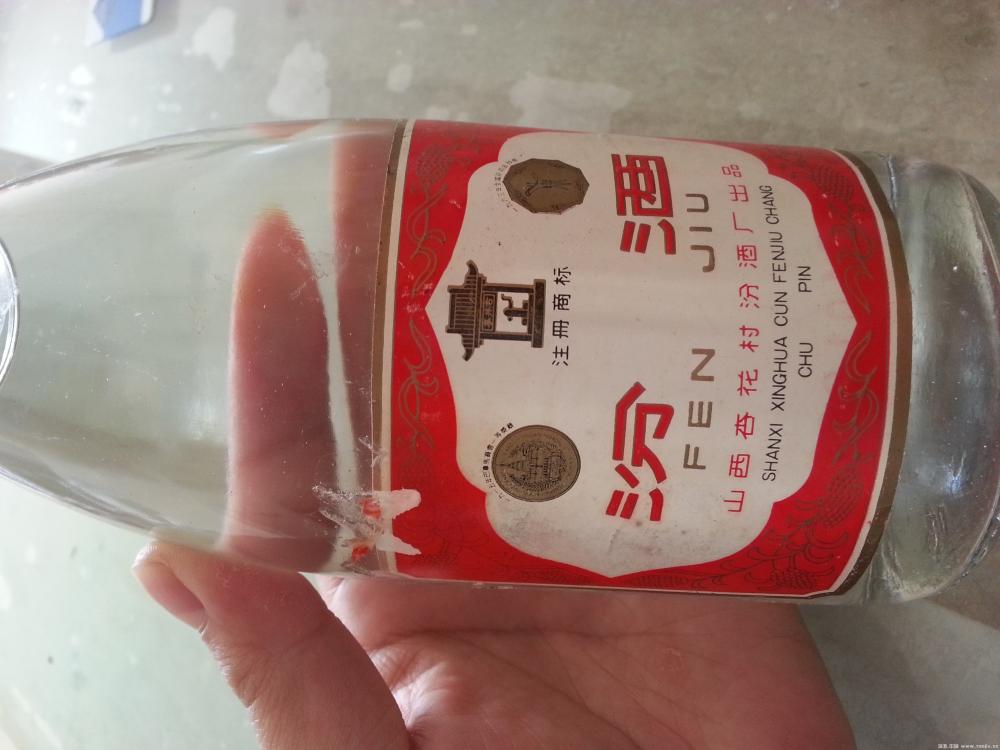 注册商标
汾酒
FEN JIU
山西杏花村汾酒厂出品
SHANXI XINGHUA CUN FENJIU CHANG
CHU PIN